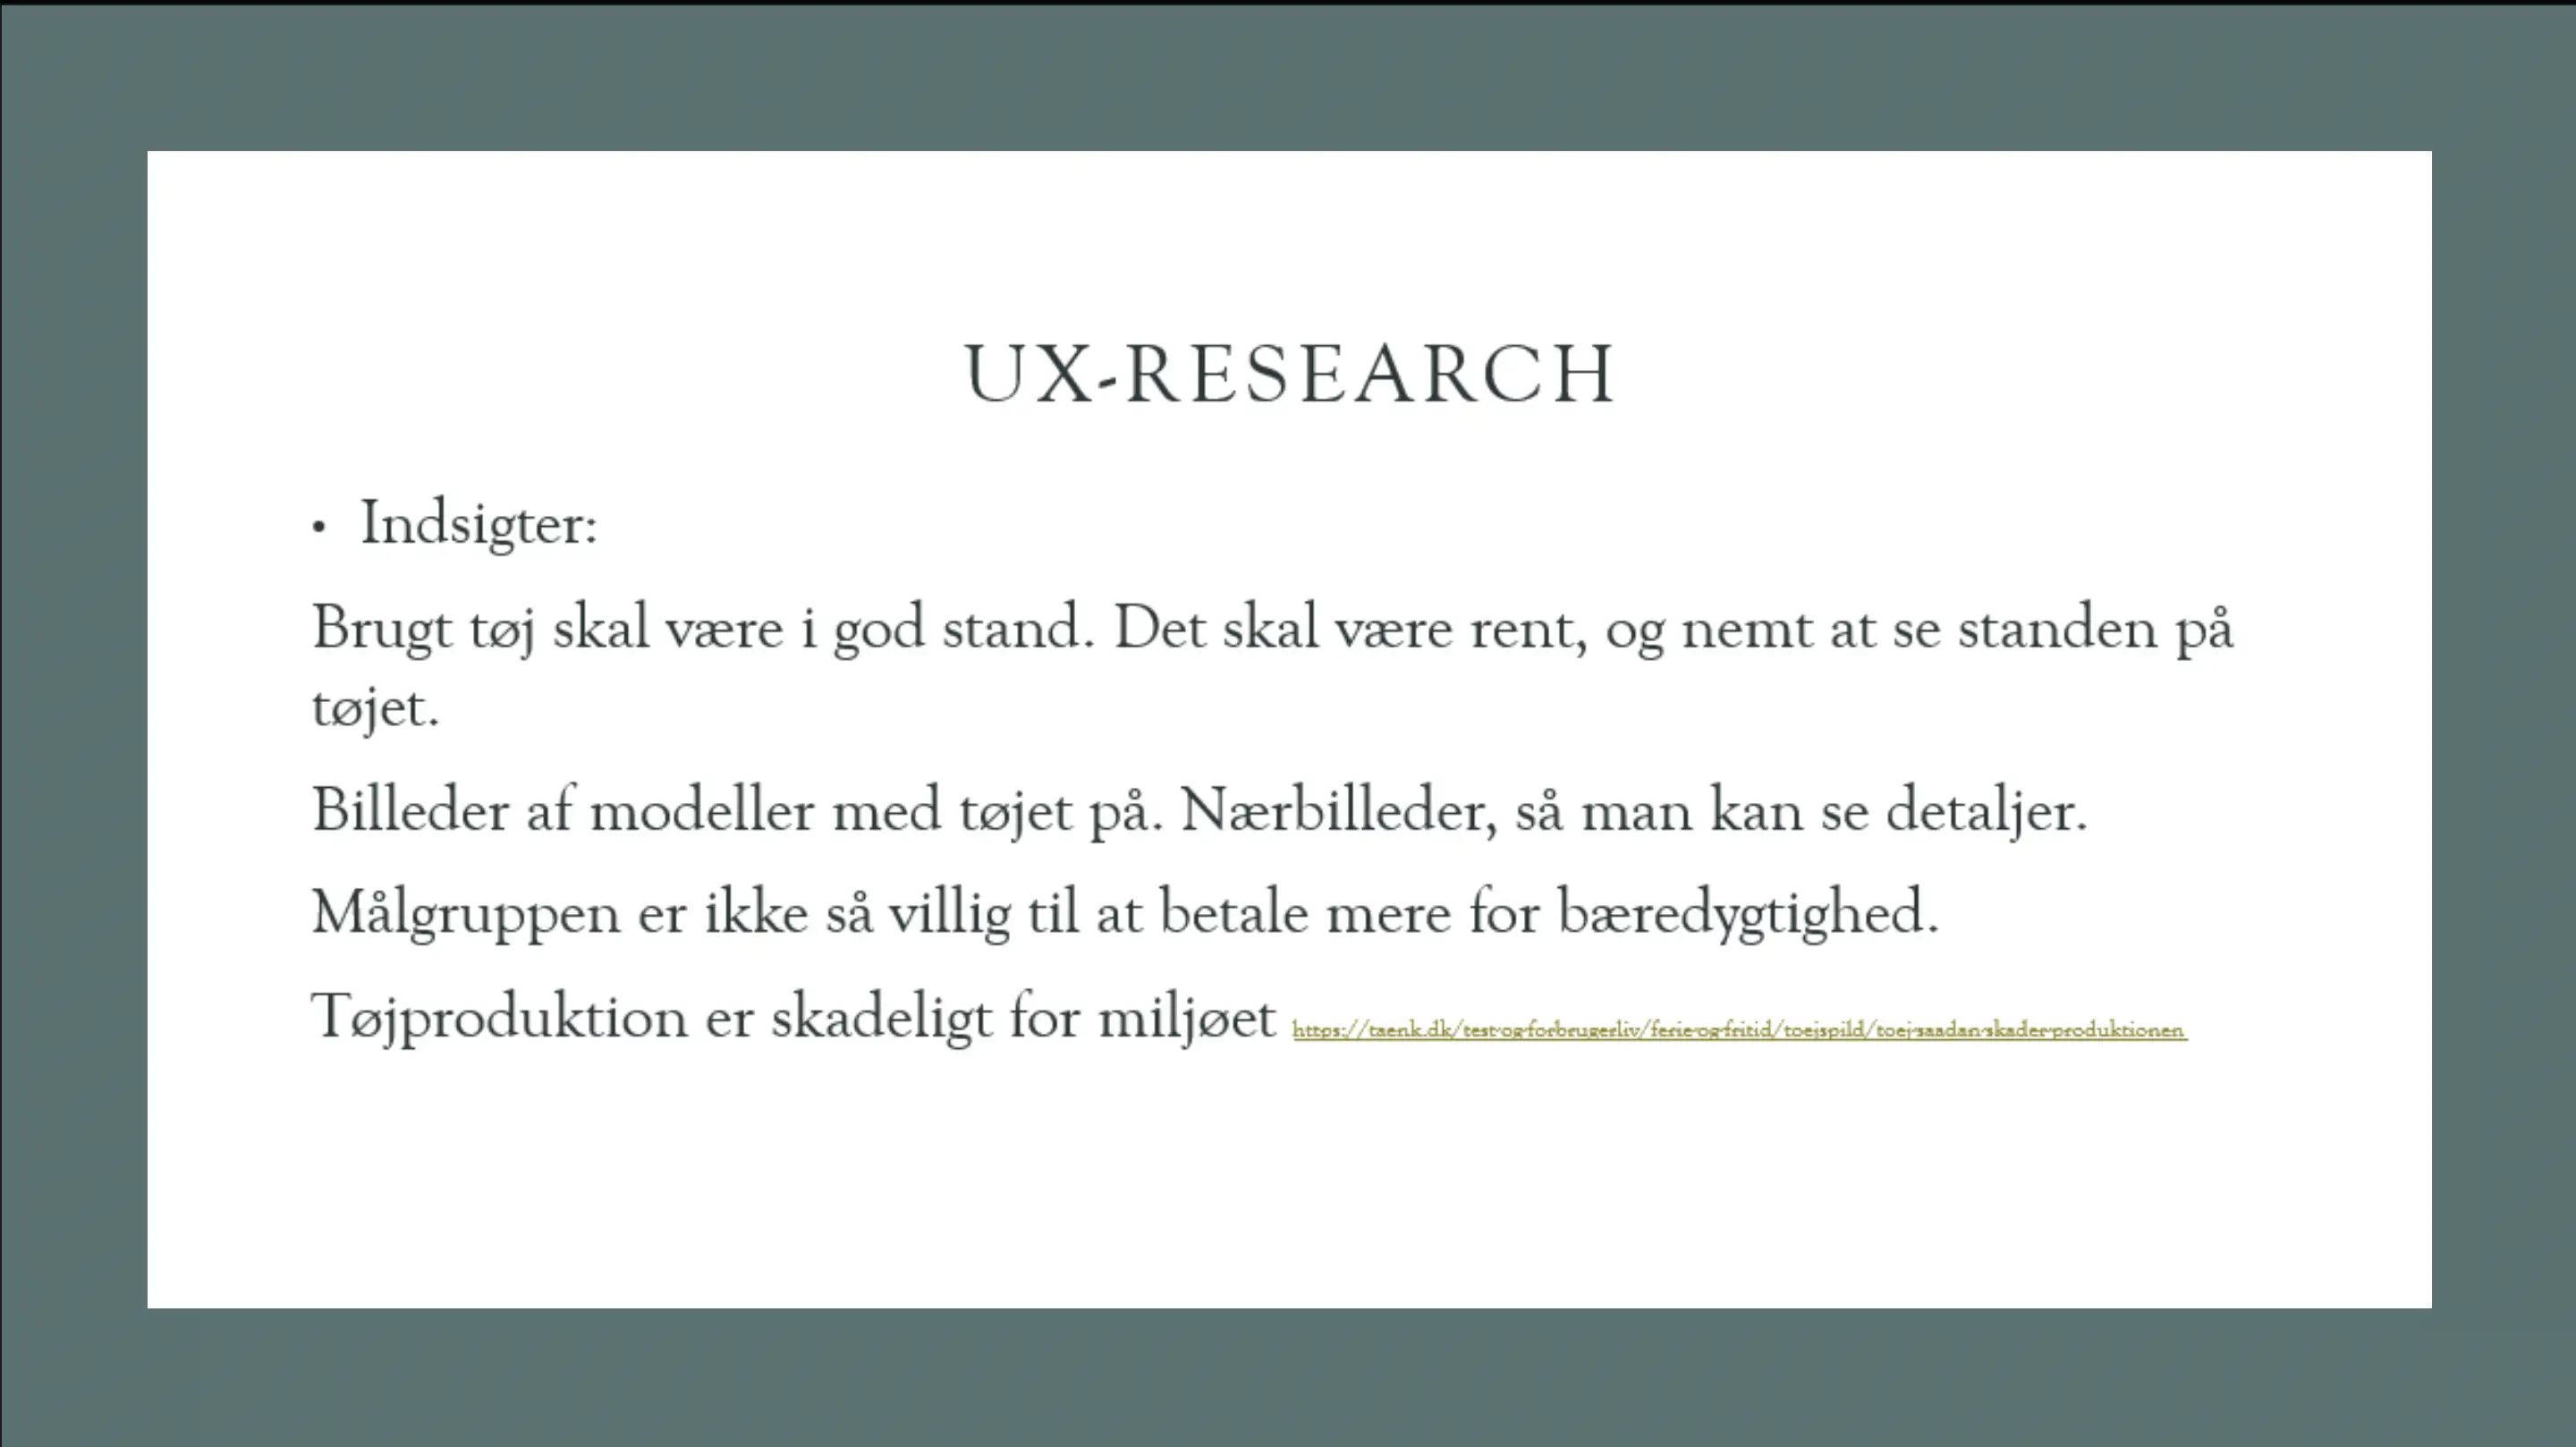 UX-RESEARCH
• Indsigter:
Brugt tøj skal være i god stand. Det skal være rent, og nemt at se standen på
tøjet.
Billeder af modeller med tøjet på. Nærbilleder, så man kan se detaljer.
Målgruppen er ikke så villig til at betale mere for bæredygtighed.
Tøjproduktion er skadeligt for miljøet https://taenk.dk/test-og-forbrugerliv/ferie-og-fritid/toejspild/toej-saadan-skader-produktionen